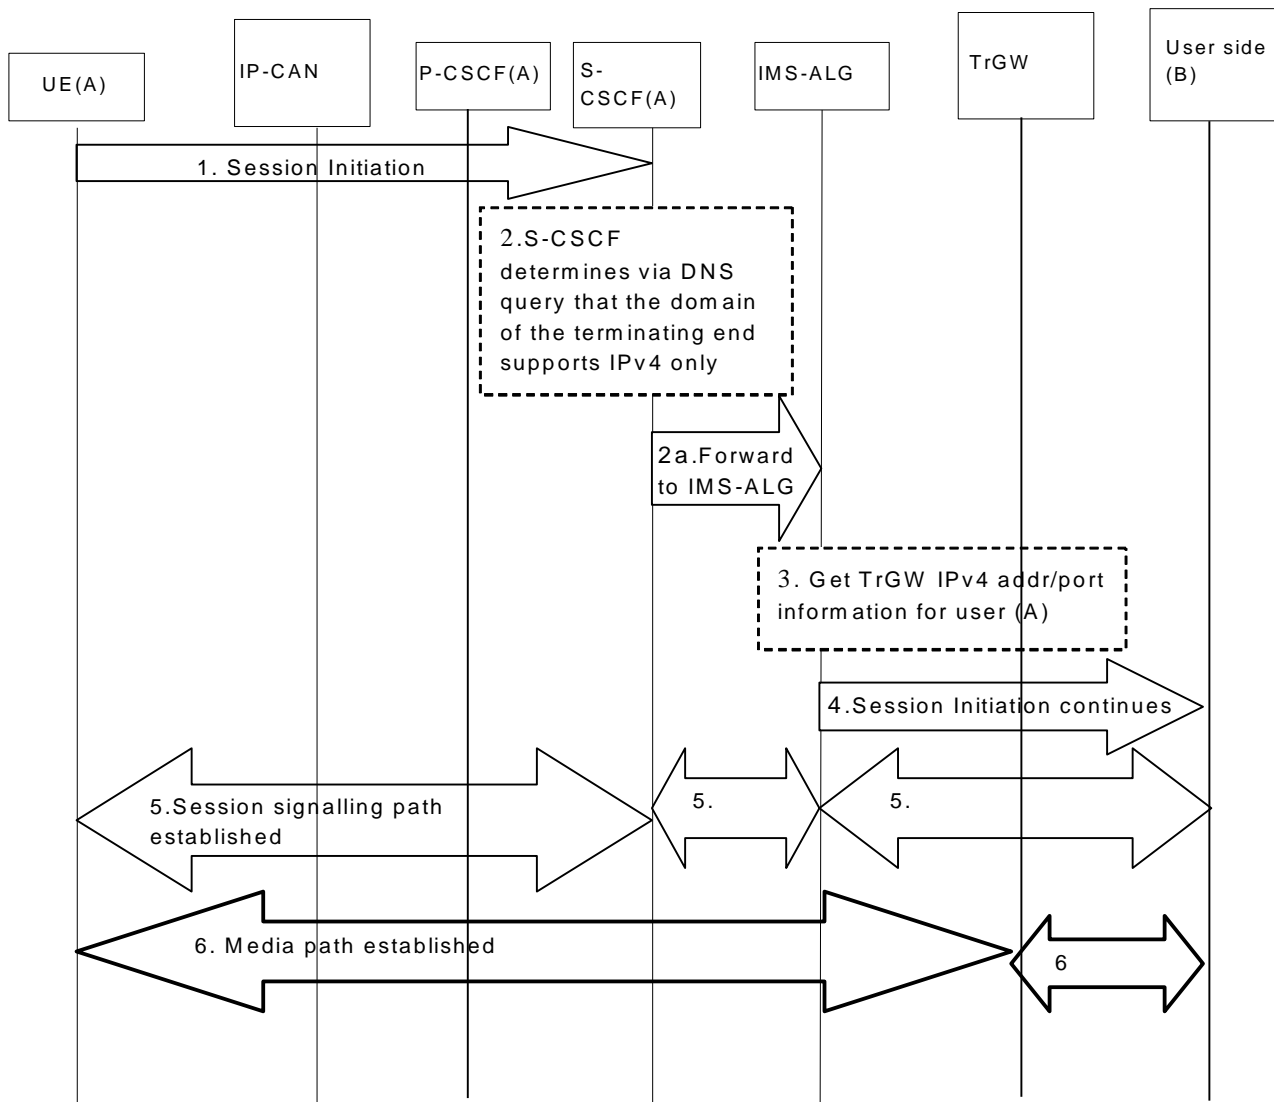 UE(A)
IP-CAN
P-CSCF(A)
S-
CSCF(A)
IMS-ALG
TrGW
User side
(B)
1. Session Initiation
2.S-CSCF
determines via DNS
query that the domain
of the terminating end
supports IPv4 only
2a.Forward
to IMS-ALG
3. Get TrGW IPv4 addr/port
information for user (A)
4.Session Initiation continues
5.Session signalling path
established
5.
5.
6. Media path established
6